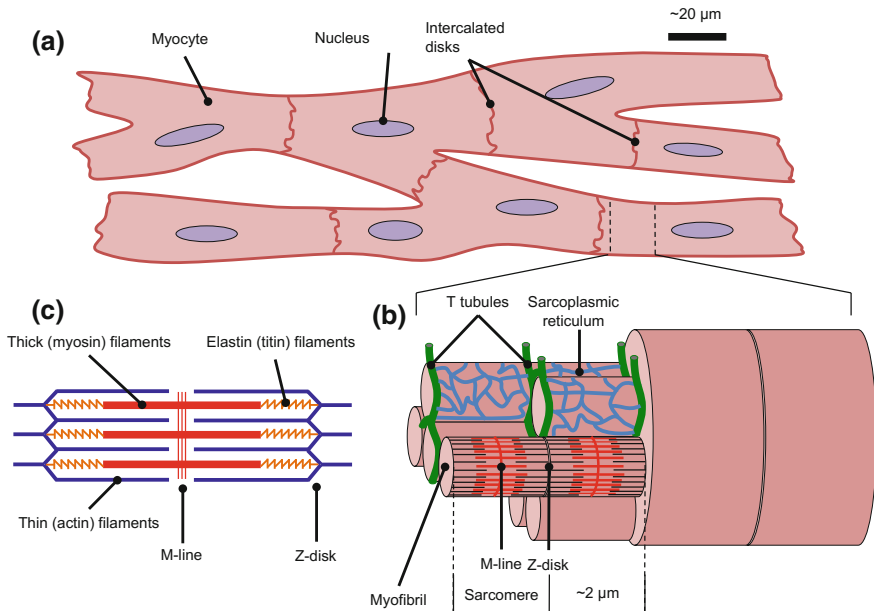 (a)
Myocyte
Nucleus
Intercalated
disks
~20 µm
(c)
Thick (myosin) filaments
Elastin (titin) filaments
Thin (actin) filaments
M-line
Z-disk
(b)
T tubules
Sarcoplasmic
reticulum
M-line
Z-disk
Myofibril
Sarcomere
~2 µm